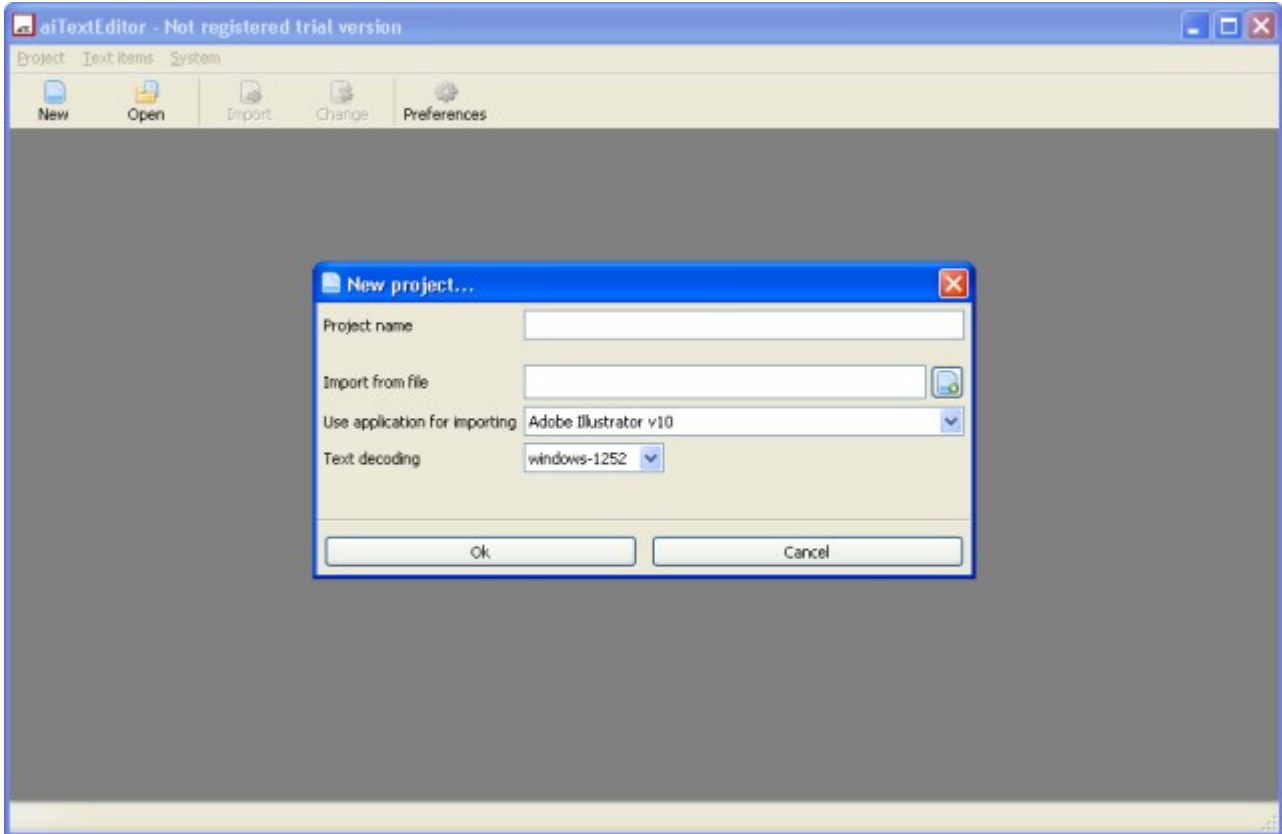 aiTextEditor - Not registered trial version
Project Text items System
New Open Import Change Preferences
New project...
Project name
Import from file
Use application for importing Adobe Illustrator v10
Text decoding windows-1252
Ok Cancel